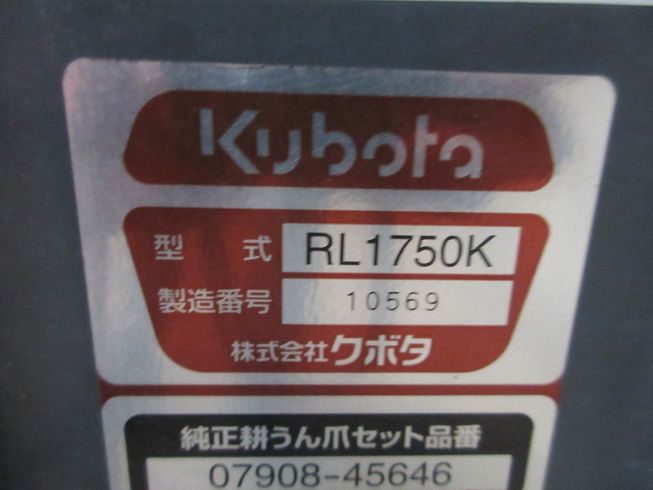 Kubota
型式 RL1750K
製造番号 10569
株式会社クボタ
純正耕うん爪セット品番
07908-45646